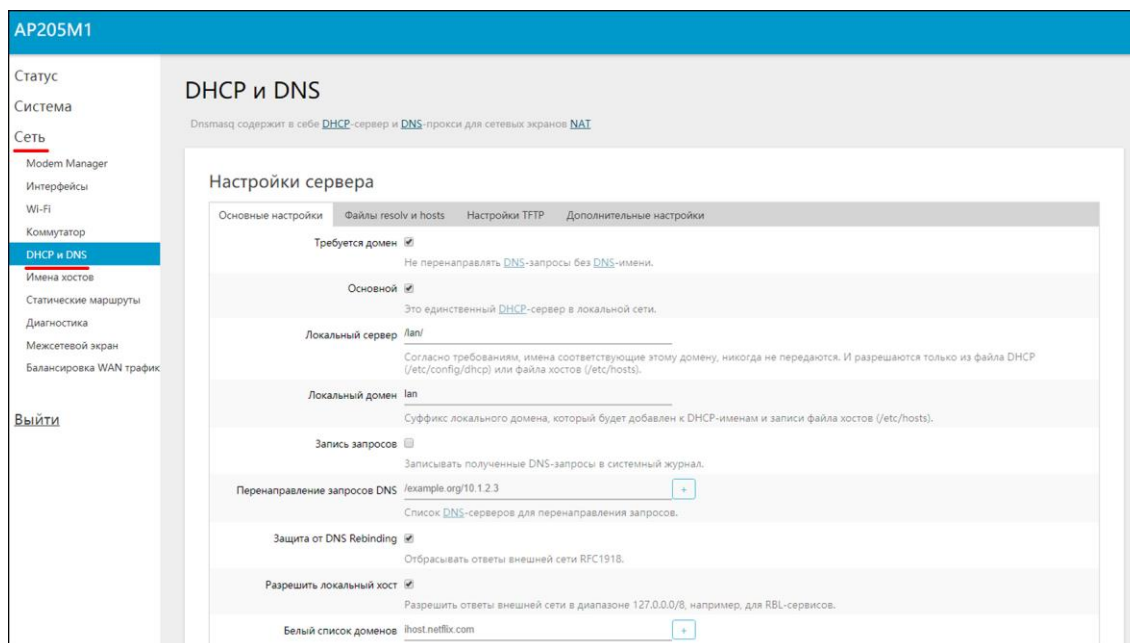 AP205M1
Статус
Система
Сеть
Modem Manager
Интерфейсы
Wi-Fi
Коммутатор
DHCP и DNS
Имена хостов
Статические маршруты
Диагностика
Межсетевой экран
Балансировка WAN трафик
Выйти
DHCP и DNS
Dnsmasq содержит в себе DHCP-сервер и DNS-прокси для сетевых экранов NAT
Настройки сервера
Основные настройки Файлы resolv и hosts Настройки TFTP Дополнительные настройки
Требуется домен
Не перенаправлять DNS-запросы без DNS-имени.
Основной
Это единственный DHCP-сервер в локальной сети.
Локальный сервер /lan/
Согласно требованиям, имена соответствующие этому домену, никогда не передаются. И разрешаются только из файла DHCP
(/etc/config/dhcp) или файла хостов (/etc/hosts).
Локальный домен lan
Суффикс локального домена, который будет добавлен к DHCP-именам и записи файла хостов (/etc/hosts).
Запись запросов
Записывать полученные DNS-запросы в системный журнал.
Перенаправление запросов DNS /example.org/10.1.2.3 +
Список DNS-серверов для перенаправления запросов.
Защита от DNS Rebinding
Отбрасывать ответы внешней сети RFC1918.
Разрешить локальный хост
Разрешить ответы внешней сети в диапазоне 127.0.0.0/8, например, для RBL-сервисов.
Белый список доменов ihost.netflix.com +